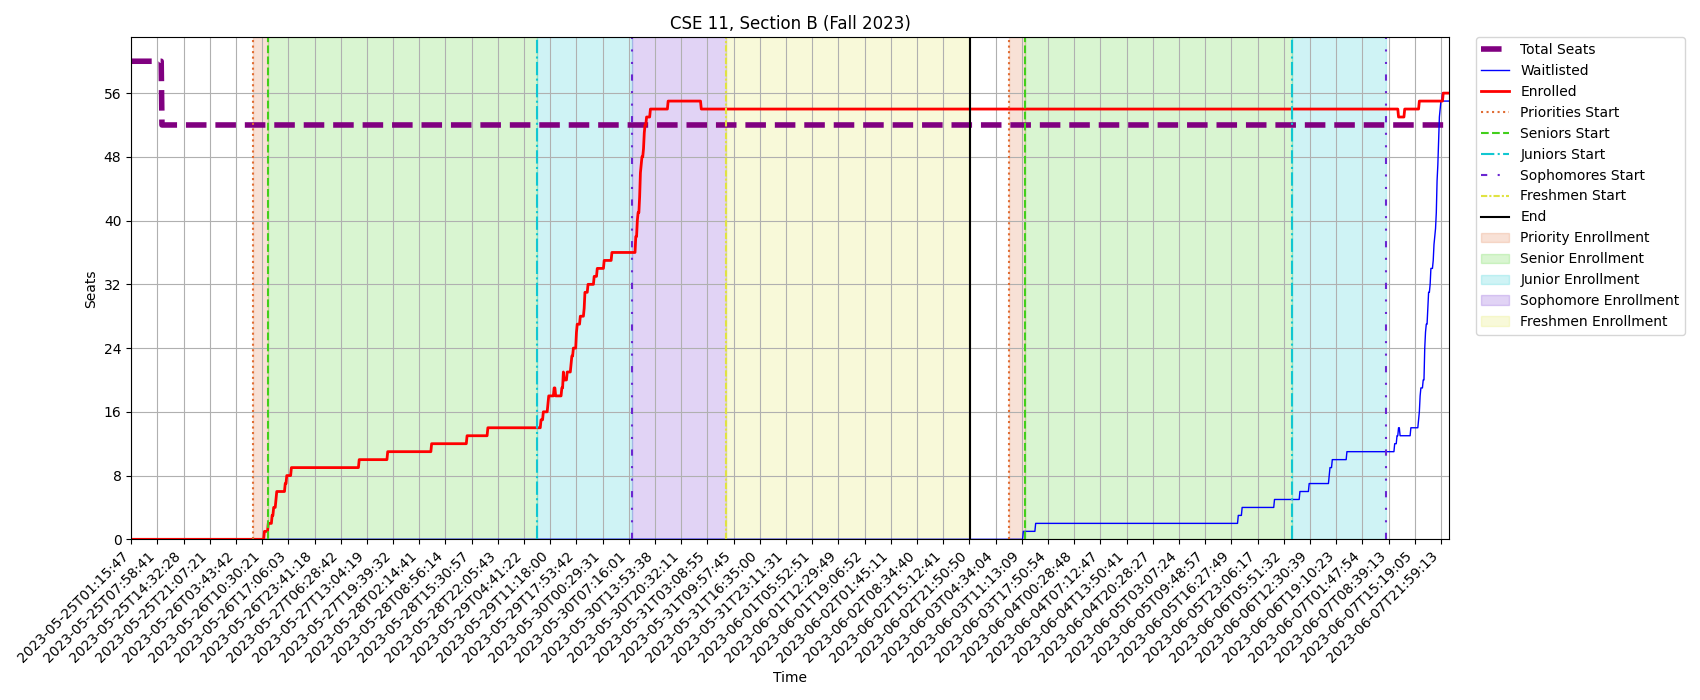 CSE 11, Section B (Fall 2023)
Seats
56
48
40
32
24
16
8
0
2023-05-25T01:15:47
2023-05-25T07:58:41
2023-05-25T14:32:28
2023-05-25T21:07:21
2023-05-26T03:43:42
2023-05-26T10:30:21
2023-05-26T17:06:03
2023-05-26T23:41:18
2023-05-27T06:28:42
2023-05-27T13:04:19
2023-05-27T19:39:32
2023-05-28T02:14:41
2023-05-28T08:56:14
2023-05-28T15:30:57
2023-05-28T22:05:43
2023-05-29T04:41:22
2023-05-29T11:18:00
2023-05-29T17:53:42
2023-05-30T00:29:31
2023-05-30T07:16:01
2023-05-30T13:53:38
2023-05-30T20:32:11
2023-05-31T03:08:55
2023-05-31T09:57:45
2023-05-31T16:35:00
2023-05-31T23:11:31
2023-06-01T05:52:51
2023-06-01T12:29:49
2023-06-01T19:06:52
2023-06-02T01:45:11
2023-06-02T08:34:40
2023-06-02T15:12:41
2023-06-02T21:50:50
2023-06-03T04:34:04
2023-06-03T11:13:09
2023-06-03T17:50:54
2023-06-04T00:28:48
2023-06-04T07:12:47
2023-06-04T13:50:41
2023-06-04T20:28:27
2023-06-05T03:07:24
2023-06-05T09:48:57
2023-06-05T16:27:49
2023-06-05T23:06:17
2023-06-06T05:51:32
2023-06-06T12:30:39
2023-06-06T19:10:23
2023-06-07T01:47:54
2023-06-07T08:39:13
2023-06-07T15:19:05
2023-06-07T21:59:13
Time
Total Seats
Waitlisted
Enrolled
Priorities Start
Seniors Start
Juniors Start
Sophomores Start
Freshmen Start
End
Priority Enrollment
Senior Enrollment
Junior Enrollment
Sophomore Enrollment
Freshmen Enrollment